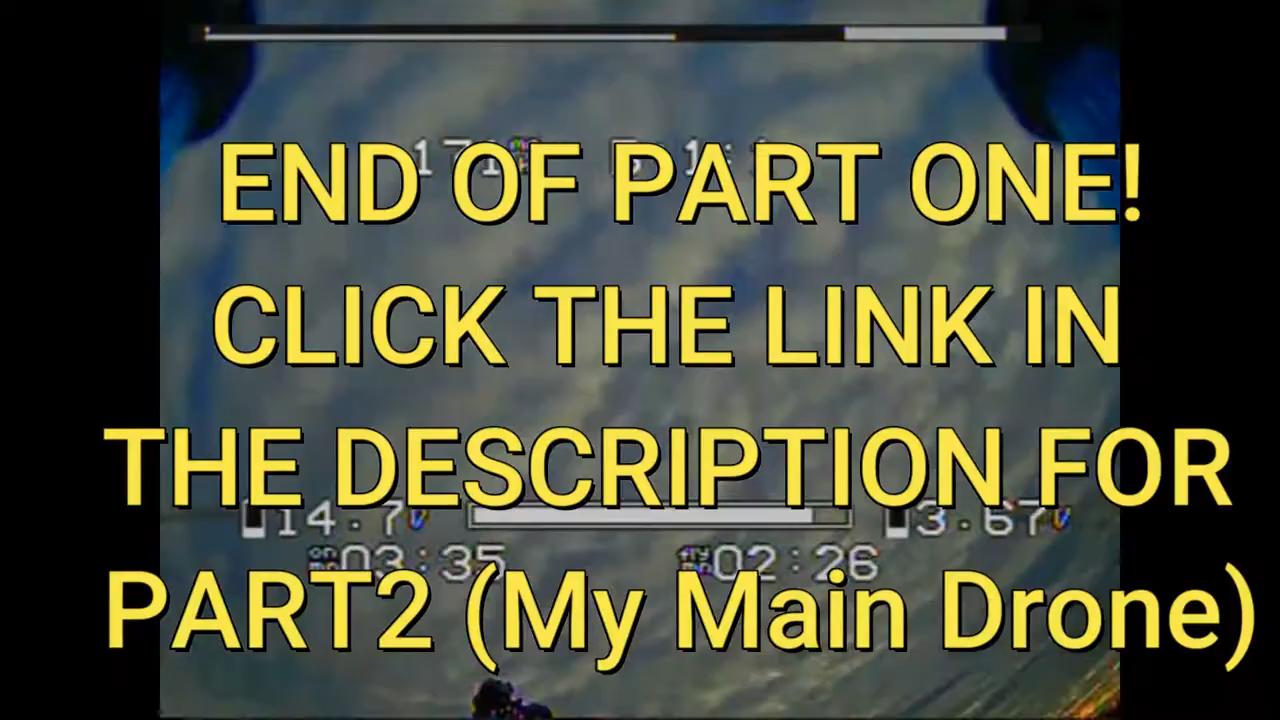 END OF PART ONE!
CLICK THE LINK IN
THE DESCRIPTION FOR
14.7V 3.67V
03:35 02:26
PART2 (My Main Drone)